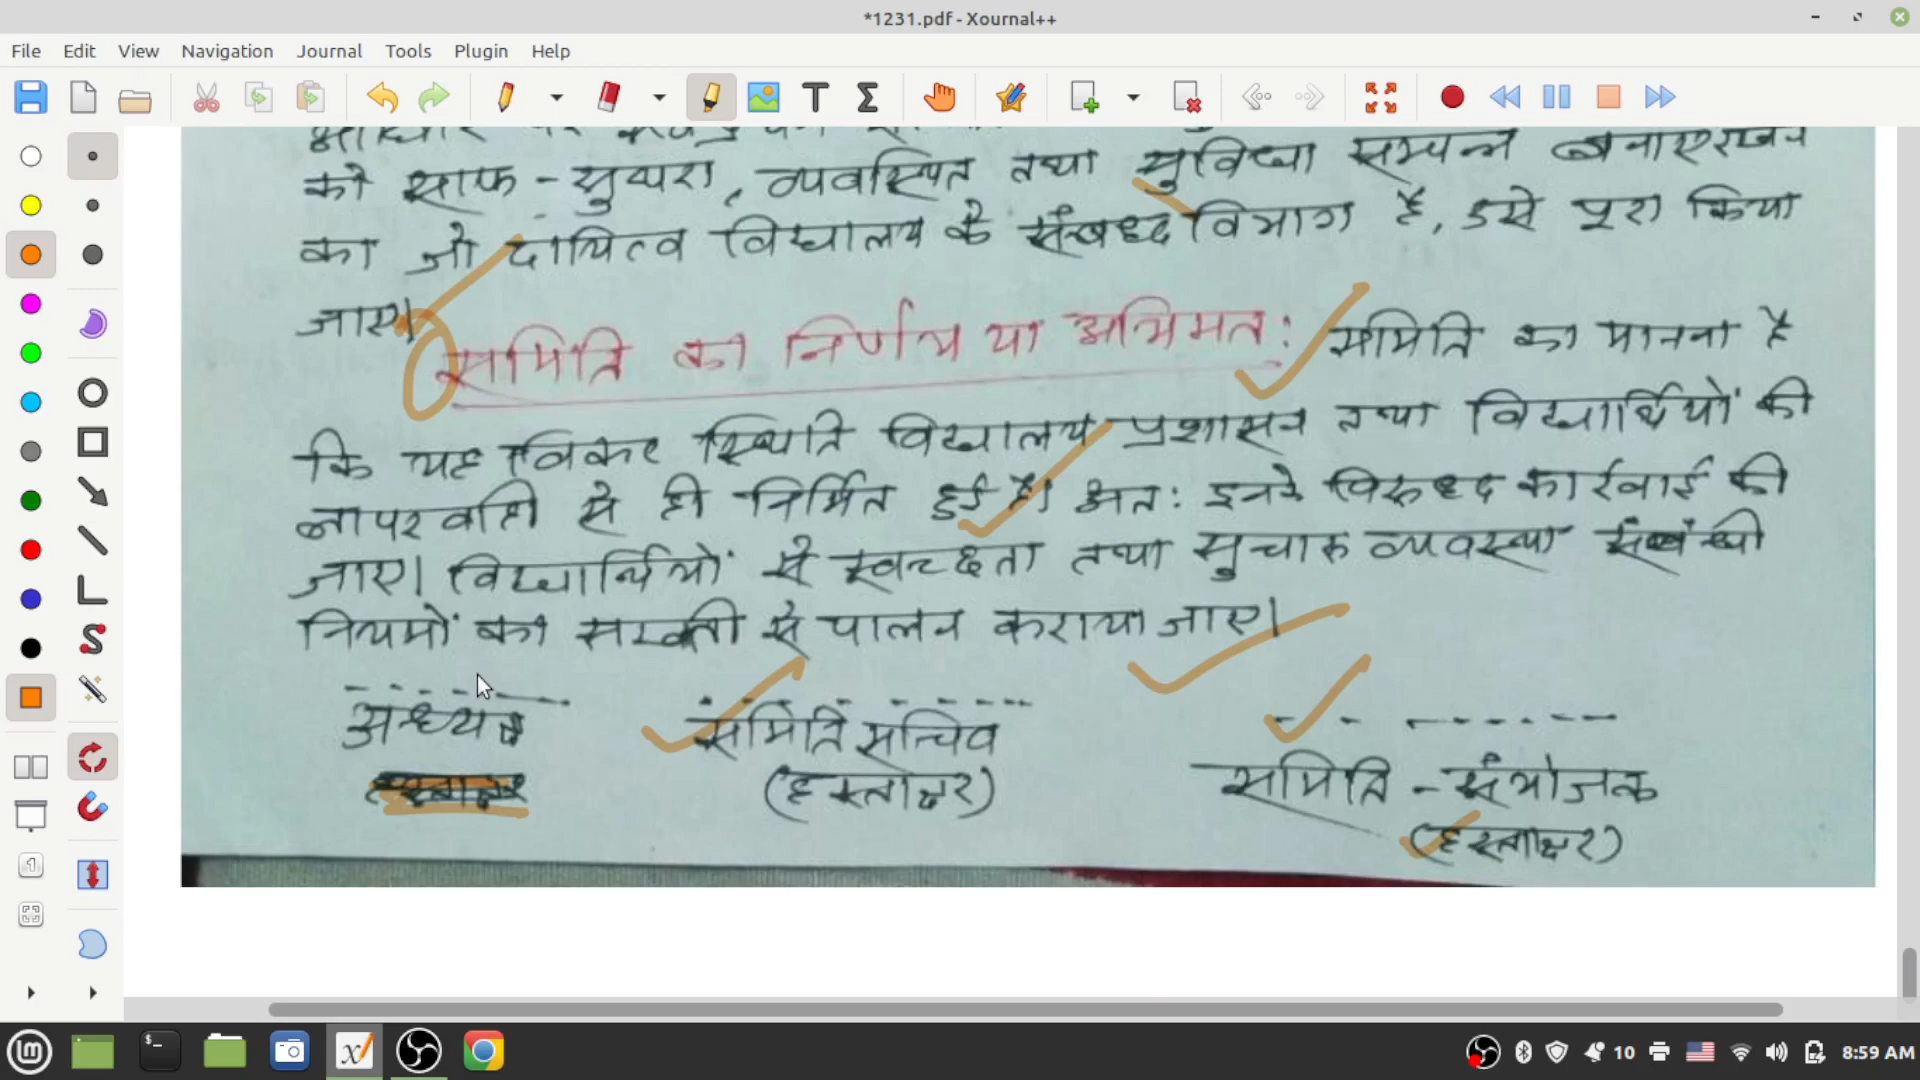 *1231.pdf - Xournal++
File Edit View Navigation Journal Tools Plugin Help
को साफ - सुथरा, व्यवस्थित तथा सुविधा सम्पन्न बनाए रखने
का जो दायित्व विद्यालय के संम्बध्द विभाग है, उसे पूरा किया
जाए।
समिति का निर्णय या अभिमत: समिति का मानना है
कि यह विकट स्थिति विद्यालय प्रशासन तथा विद्यार्थियों की
लापरवाही से ही निर्मित हुई है। अत: इनके विरुध्द कार्रवाई की
जाए। विद्यार्थियों से स्वच्छता तथा सुचारू व्यवस्था संबंधी
नियमों का सख्ती से पालन कराया जाए।
अध्यक्ष समिति सचिव
समिति - संयोजक
(हस्ताक्षर)
(हस्ताक्षर)
10 8:59 AM